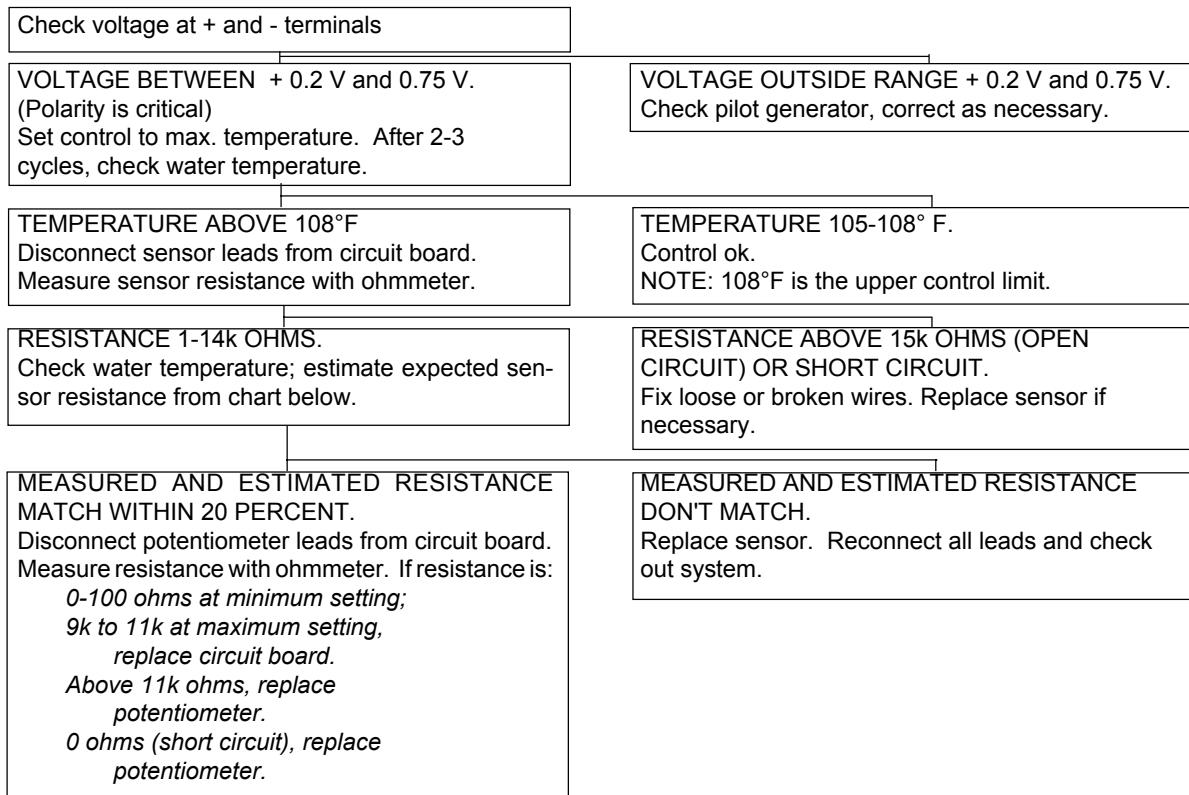 Check voltage at + and - terminals
VOLTAGE BETWEEN + 0.2 V and 0.75 V.
(Polarity is critical)
Set control to max. temperature. After 2-3
cycles, check water temperature.
VOLTAGE OUTSIDE RANGE + 0.2 V and 0.75 V.
Check pilot generator, correct as necessary.
TEMPERATURE ABOVE 108°F
Disconnect sensor leads from circuit board.
Measure sensor resistance with ohmmeter.
TEMPERATURE 105-108° F.
Control ok.
NOTE: 108°F is the upper control limit.
RESISTANCE 1-14k OHMS.
Check water temperature; estimate expected sen-
sor resistance from chart below.
RESISTANCE ABOVE 15k OHMS (OPEN
CIRCUIT) OR SHORT CIRCUIT.
Fix loose or broken wires. Replace sensor if
necessary.
MEASURED AND ESTIMATED RESISTANCE
MATCH WITHIN 20 PERCENT.
Disconnect potentiometer leads from circuit board.
Measure resistance with ohmmeter. If resistance is:
0-100 ohms at minimum setting;
9k to 11k at maximum setting,
replace circuit board.
Above 11k ohms, replace
potentiometer.
0 ohms (short circuit), replace
potentiometer.
MEASURED AND ESTIMATED RESISTANCE
DON'T MATCH.
Replace sensor. Reconnect all leads and check
out system.